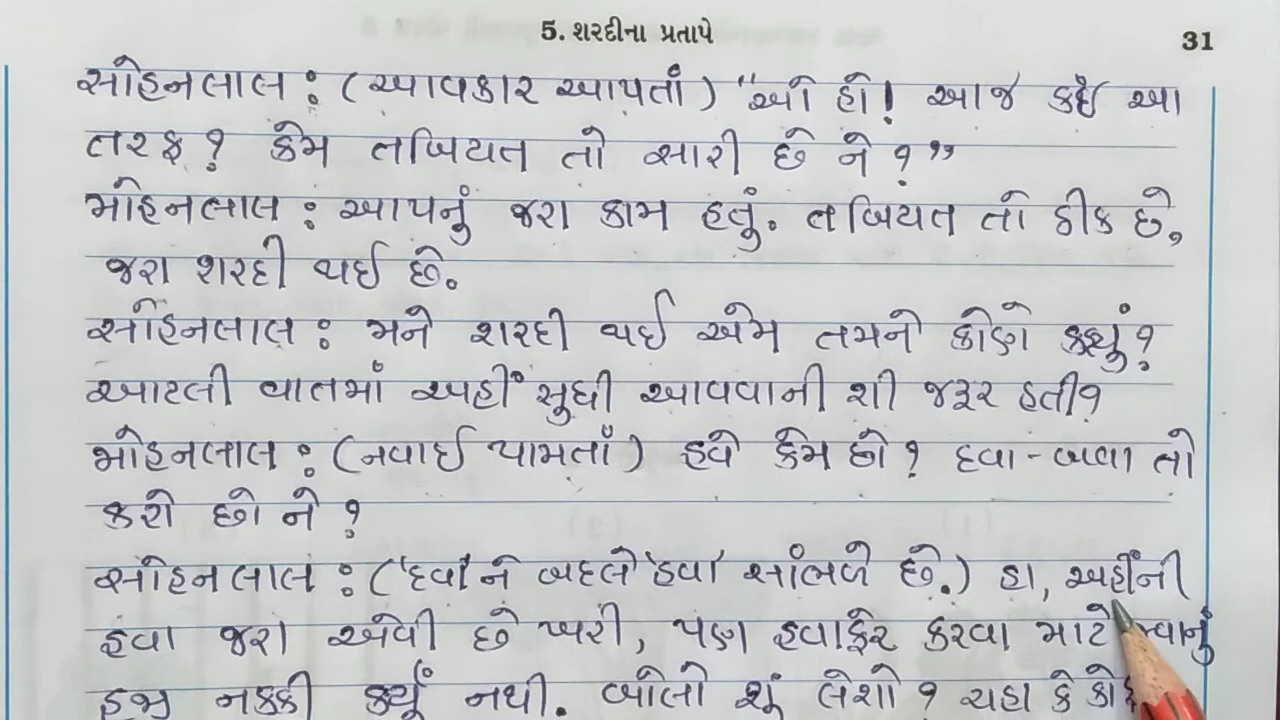 5. શરદીના પ્રતાપે
31
સોહનલાલ : (આવકાર આપતાં) "ઓ હો! આજ કઈ આ
તરફ ? કેમ તબિયત તો સારી છે ને ?"
મોહનલાલ : આપનું જરા કામ હતું. તબિયત તો ઠીક છે,
જરા શરદી થઈ છે.
સોહનલાલ : મને શરદી થઈ એમ તમને કોણે કહ્યું?
આટલી વાતમાં અહીં સુધી આવવાની શી જરૂર હતી?
મોહનલાલ : (નવાઈ પામતાં) હવે કેમ છો ? દવા-બવા તો
કરો છો ને ?
સોહનલાલ : ('દવા'ને બદલે 'હવા' સાંભળે છે.) હા, અહીંની
હવા જરા એવી છે ખરી, પણ હવાફેર કરવા માટે
હજુ નક્કી કર્યું નથી. બોલો શું લેશો ? ચહા કે